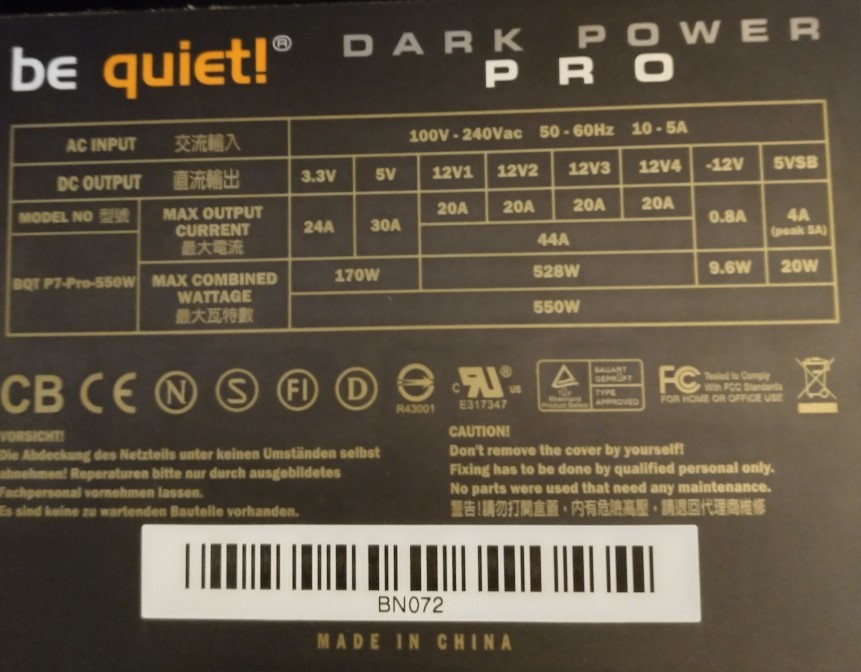 be quiet!® DARK POWER
PRO
AC INPUT 交流輸入 100V - 240Vac 50 - 60Hz 10 - 5A
DC OUTPUT 直流輸出 3.3V 5V 12V1 12V2 12V3 12V4 -12V 5VSB
MODEL NO 型號 MAX OUTPUT CURRENT 最大電流 24A 30A 20A 20A 20A 20A 0.8A 4A (peak 5A)
44A
BQT P7-Pro-550W MAX COMBINED WATTAGE 最大瓦特數 170W 528W 9.6W 20W
550W
CB CE N S FI D R43001 c RU® us E317347 TÜV Rheinland Product Safety BAUART GEPRÜFT TYPE APPROVED FC Tested to Comply With FCC Standards FOR HOME OR OFFICE USE
VORSICHT!
Die Abdeckung des Netzteils unter keinen Umständen selbst
abnehmen! Reperaturen bitte nur durch ausgebildetes
Fachpersonal vornehmen lassen.
Es sind keine zu wartenden Bauteile vorhanden.
CAUTION!
Don't remove the cover by yourself!
Fixing has to be done by qualified personal only.
No parts were used that need any maintenance.
警告!請勿打開盒蓋,內有危險高壓,請退回代理商維修
BN072
MADE IN CHINA